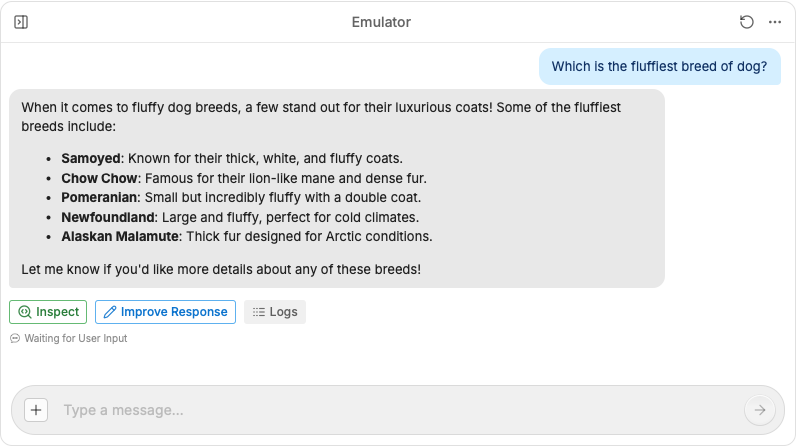 Emulator
Which is the fluffiest breed of dog?
When it comes to fluffy dog breeds, a few stand out for their luxurious coats! Some of the fluffiest
breeds include:
• Samoyed: Known for their thick, white, and fluffy coats.
• Chow Chow: Famous for their lion-like mane and dense fur.
• Pomeranian: Small but incredibly fluffy with a double coat.
• Newfoundland: Large and fluffy, perfect for cold climates.
• Alaskan Malamute: Thick fur designed for Arctic conditions.
Let me know if you'd like more details about any of these breeds!
Inspect Improve Response Logs
Waiting for User Input
Type a message...